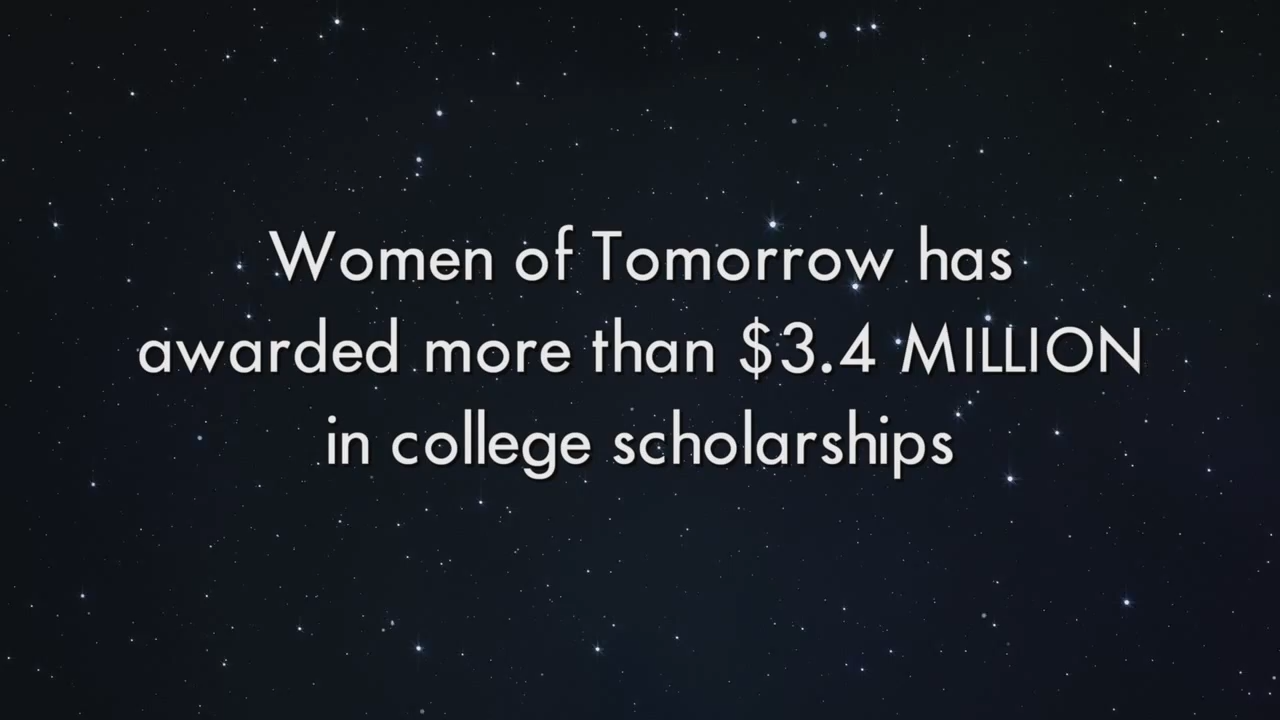 Women of Tomorrow has
awarded more than $3.4 MILLION
in college scholarships